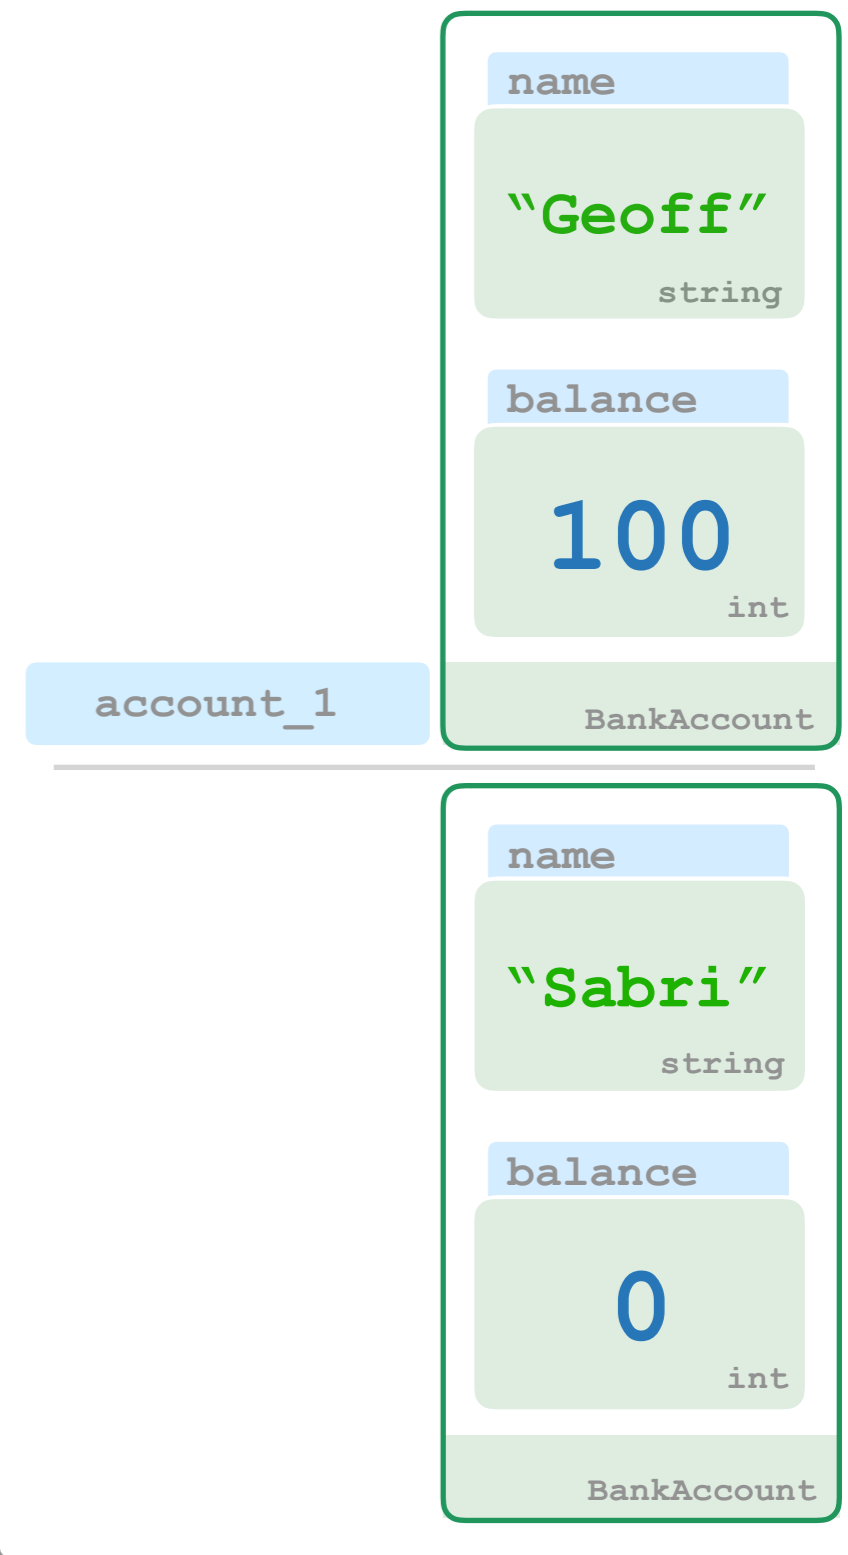 name
“Geoff”
string
balance
100
int
account_1
BankAccount
name
“Sabri”
string
balance
0
int
BankAccount